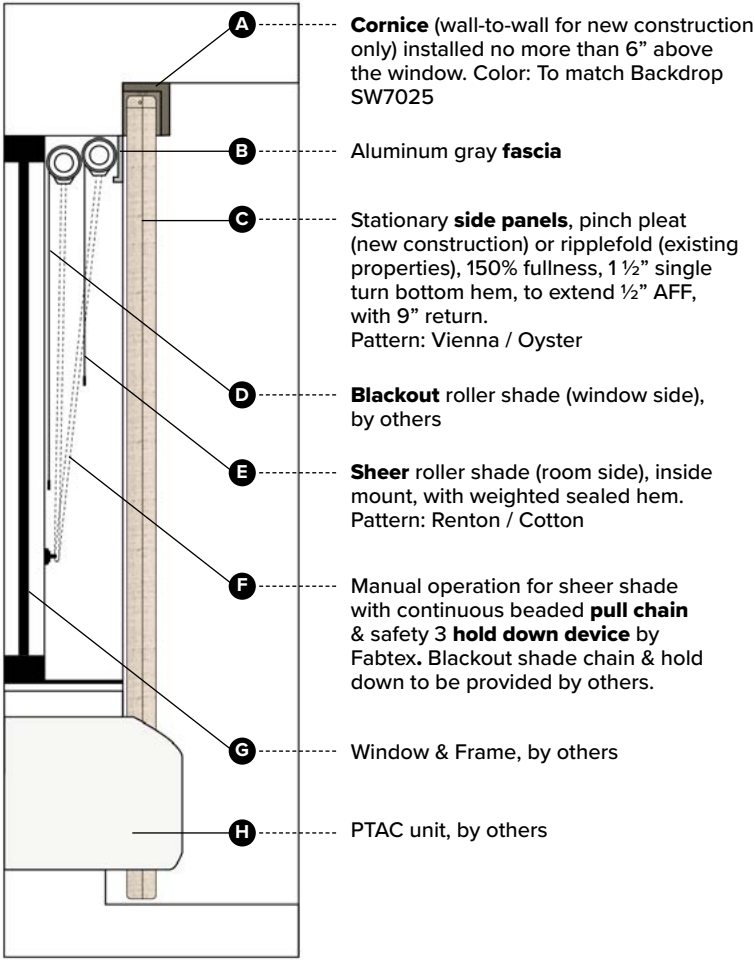 A Cornice (wall-to-wall for new construction
only) installed no more than 6” above
the window. Color: To match Backdrop
SW7025
B Aluminum gray fascia
C Stationary side panels, pinch pleat
(new construction) or ripplefold (existing
properties), 150% fullness, 1 ½” single
turn bottom hem, to extend ½” AFF,
with 9” return.
Pattern: Vienna / Oyster
D Blackout roller shade (window side),
by others
E Sheer roller shade (room side), inside
mount, with weighted sealed hem.
Pattern: Renton / Cotton
F Manual operation for sheer shade
with continuous beaded pull chain
& safety 3 hold down device by
Fabtex. Blackout shade chain & hold
down to be provided by others.
G Window & Frame, by others
H PTAC unit, by others